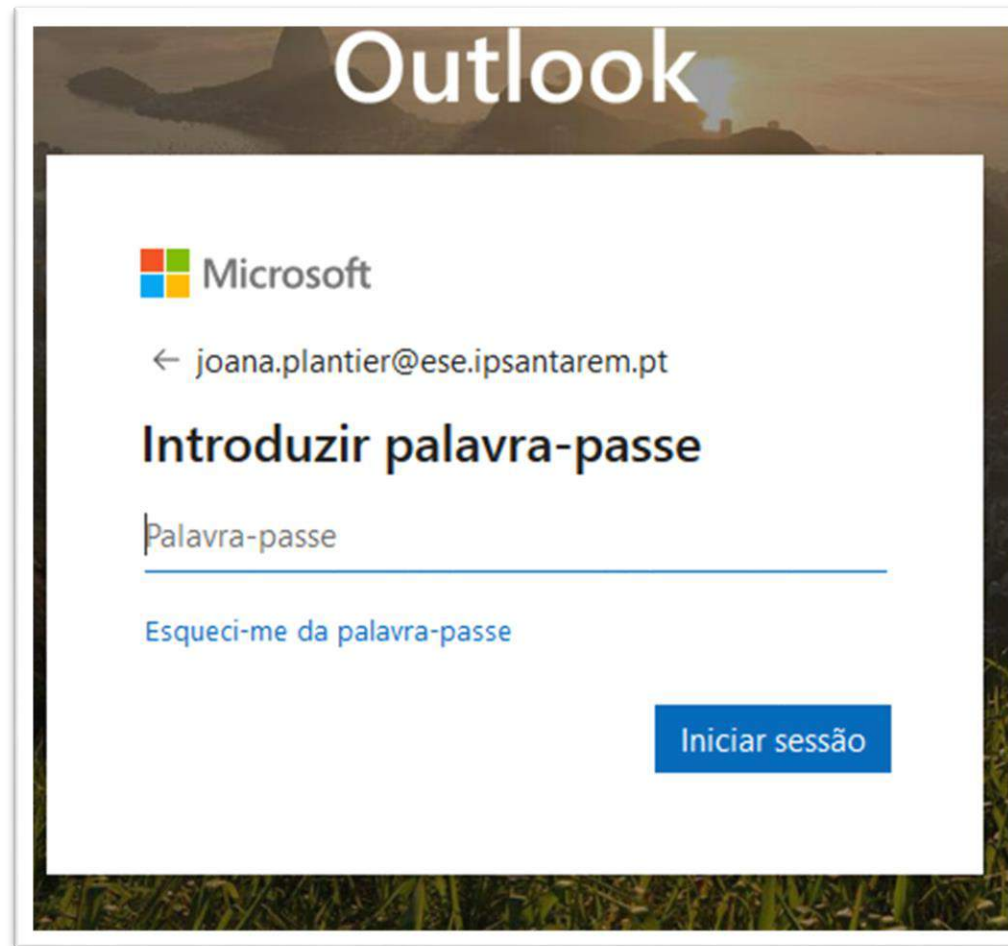 Outlook
Microsoft
← joana.plantier@ese.ipsantarem.pt
Introduzir palavra-passe
Palavra-passe
Esqueci-me da palavra-passe
Iniciar sessão